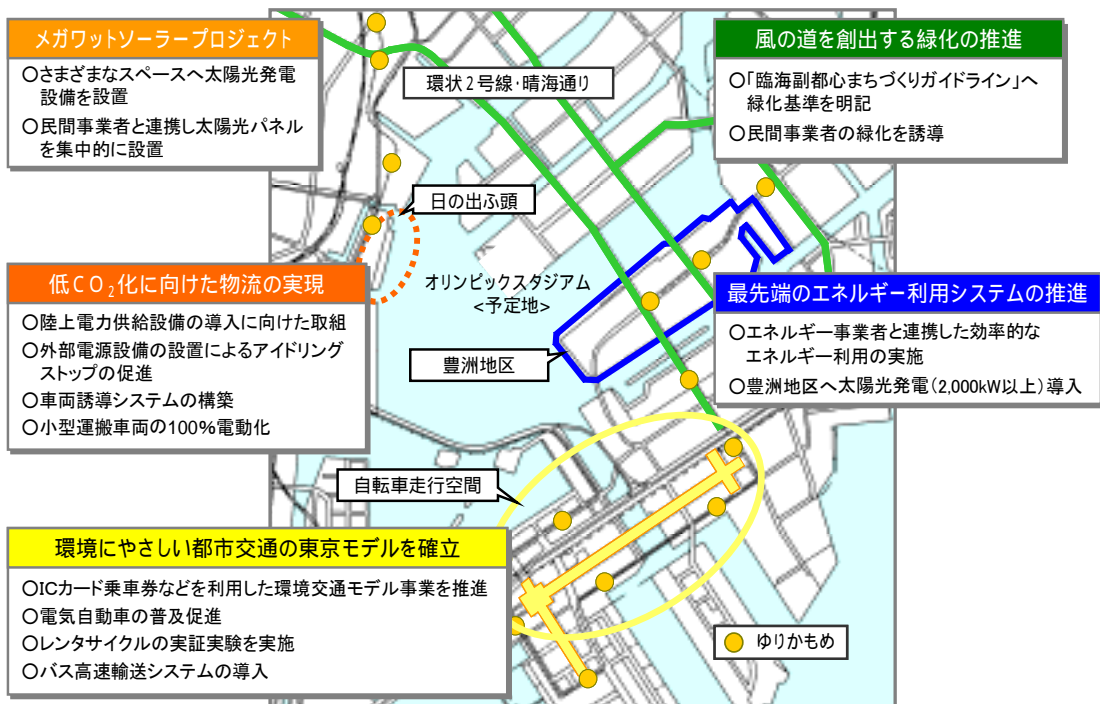 メガワットソーラープロジェクト
○さまざまなスペースへ太陽光発電
設備を設置
○民間事業者と連携し太陽光パネル
を集中的に設置
環状2号線・晴海通り
風の道を創出する緑化の推進
○「臨海副都心まちづくりガイドライン」へ
緑化基準を明記
○民間事業者の緑化を誘導
日の出ふ頭
低CO₂化に向けた物流の実現
○陸上電力供給設備の導入に向けた取組
○外部電源設備の設置によるアイドリング
ストップの促進
○車両誘導システムの構築
○小型運搬車両の100%電動化
オリンピックスタジアム
<予定地>
豊洲地区
最先端のエネルギー利用システムの推進
○エネルギー事業者と連携した効率的な
エネルギー利用の実施
○豊洲地区へ太陽光発電(2,000kW以上)導入
自転車走行空間
環境にやさしい都市交通の東京モデルを確立
○ICカード乗車券などを利用した環境交通モデル事業を推進
○電気自動車の普及促進
○レンタサイクルの実証実験を実施
○バス高速輸送システムの導入
ゆりかもめ